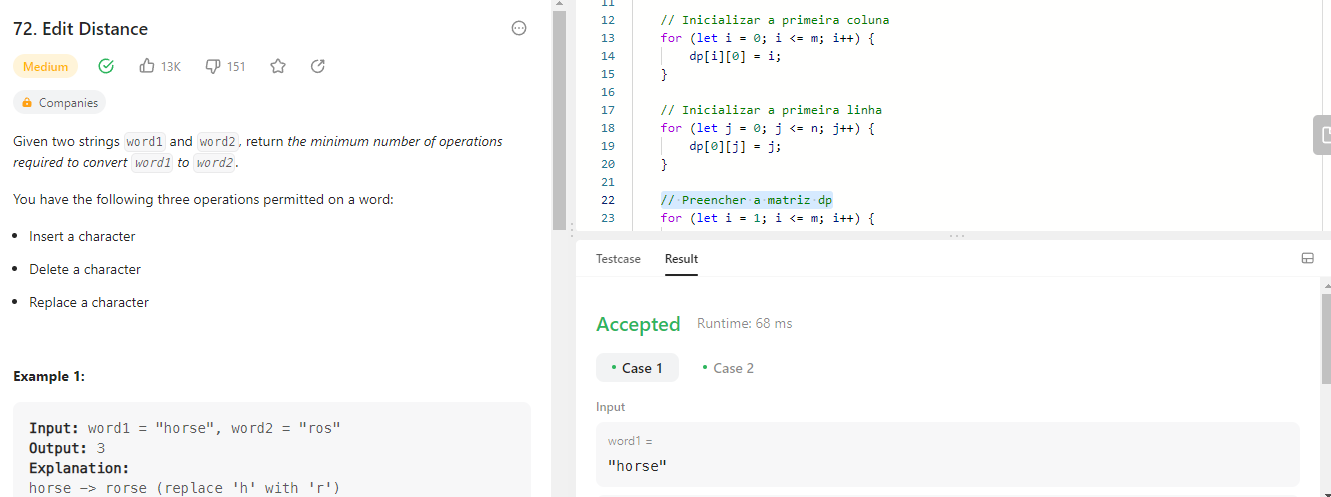 72. Edit Distance
Medium
13K
151
Companies
Given two strings word1 and word2, return the minimum number of operations
required to convert word1 to word2.
You have the following three operations permitted on a word:
Insert a character
Delete a character
Replace a character
Example 1:
Input: word1 = "horse", word2 = "ros"
Output: 3
Explanation:
horse -> rorse (replace 'h' with 'r')
11
12 // Inicializar a primeira coluna
13 for (let i = 0; i <= m; i++) {
14 dp[i][0] = i;
15 }
16
17 // Inicializar a primeira linha
18 for (let j = 0; j <= n; j++) {
19 dp[0][j] = j;
20 }
21
22 // Preencher a matriz dp
23 for (let i = 1; i <= m; i++) {
Testcase Result
Accepted Runtime: 68 ms
Case 1 Case 2
Input
word1 =
"horse"